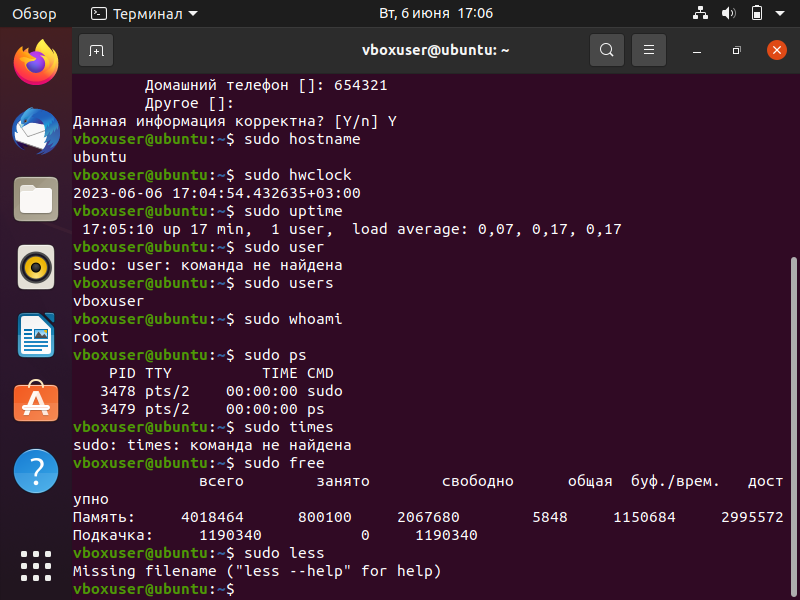 Обзор
Терминал
Вт, 6 июня 17:06
vboxuser@ubuntu: ~
Домашний телефон []: 654321
Другое []:
Данная информация корректна? [Y/n] Y
vboxuser@ubuntu:~$ sudo hostname
ubuntu
vboxuser@ubuntu:~$ sudo hwclock
2023-06-06 17:04:54.432635+03:00
vboxuser@ubuntu:~$ sudo uptime
17:05:10 up 17 min, 1 user, load average: 0,07, 0,17, 0,17
vboxuser@ubuntu:~$ sudo user
sudo: user: команда не найдена
vboxuser@ubuntu:~$ sudo users
vboxuser
vboxuser@ubuntu:~$ sudo whoami
root
vboxuser@ubuntu:~$ sudo ps
PID TTY TIME CMD
3478 pts/2 00:00:00 sudo
3479 pts/2 00:00:00 ps
vboxuser@ubuntu:~$ sudo times
sudo: times: команда не найдена
vboxuser@ubuntu:~$ sudo free
всего занято свободно общая буф./врем. дост
упно
Память: 4018464 800100 2067680 5848 1150684 2995572
Подкачка: 1190340 0 1190340
vboxuser@ubuntu:~$ sudo less
Missing filename ("less --help" for help)
vboxuser@ubuntu:~$